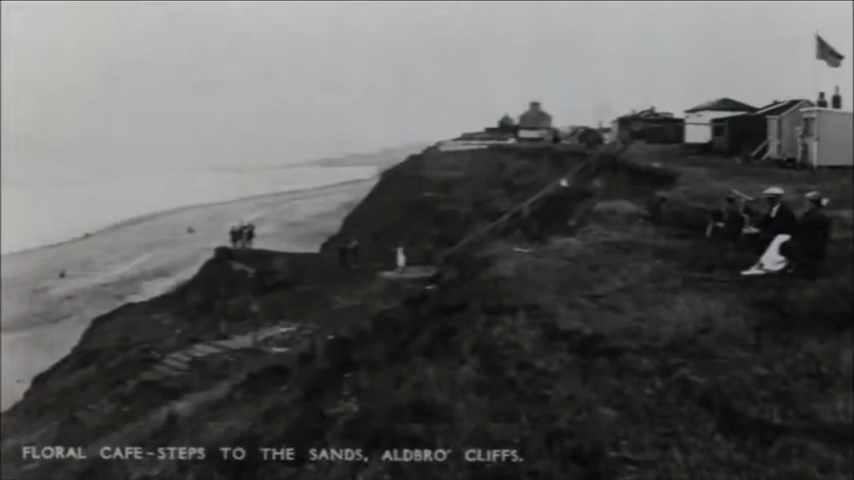 FLORAL CAFE-STEPS TO THE SANDS, ALDBRO' CLIFFS.